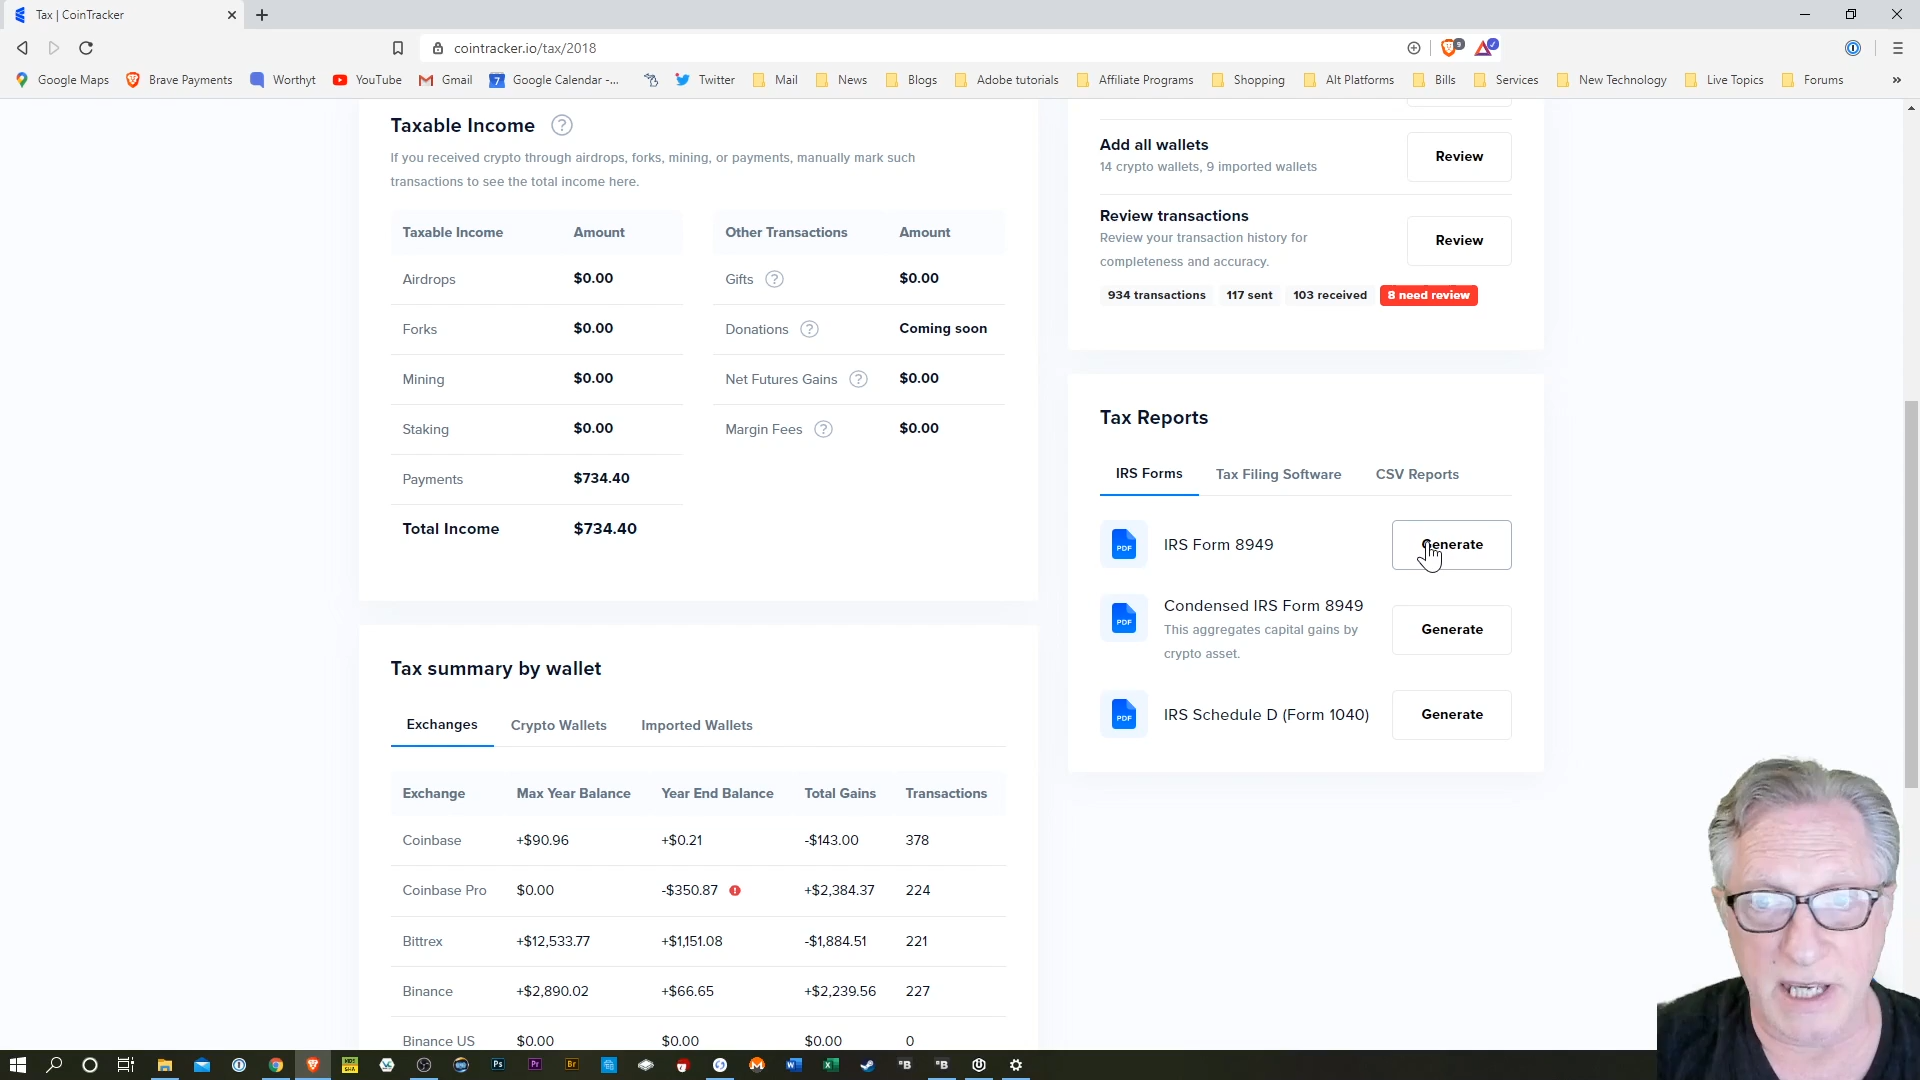 Tax | CoinTracker
cointracker.io/tax/2018
9
Google Maps
Brave Payments
Worthyt
YouTube
Gmail
7
Google Calendar -...
Twitter
Mail
News
Blogs
Adobe tutorials
Affiliate Programs
Shopping
Alt Platforms
Bills
Services
New Technology
Live Topics
Forums
»
Taxable Income ?
If you received crypto through airdrops, forks, mining, or payments, manually mark such
transactions to see the total income here.
Taxable Income Amount
Airdrops $0.00
Forks $0.00
Mining $0.00
Staking $0.00
Payments $734.40
Total Income $734.40
Other Transactions Amount
Gifts ? $0.00
Donations ? Coming soon
Net Futures Gains ? $0.00
Margin Fees ? $0.00
Tax summary by wallet
Exchanges Crypto Wallets Imported Wallets
Exchange Max Year Balance Year End Balance Total Gains Transactions
Coinbase +$90.96 +$0.21 -$143.00 378
Coinbase Pro $0.00 -$350.87 +$2,384.37 224
Bittrex +$12,533.77 +$1,151.08 -$1,884.51 221
Binance +$2,890.02 +$66.65 +$2,239.56 227
Binance US $0.00 $0.00 $0.00 0
Add all wallets
14 crypto wallets, 9 imported wallets
Review
Review transactions
Review your transaction history for
completeness and accuracy.
Review
934 transactions 117 sent 103 received 8 need review
Tax Reports
IRS Forms Tax Filing Software CSV Reports
PDF IRS Form 8949 Generate
PDF Condensed IRS Form 8949
This aggregates capital gains by
crypto asset.
Generate
PDF IRS Schedule D (Form 1040) Generate
Ps
Pr
Br